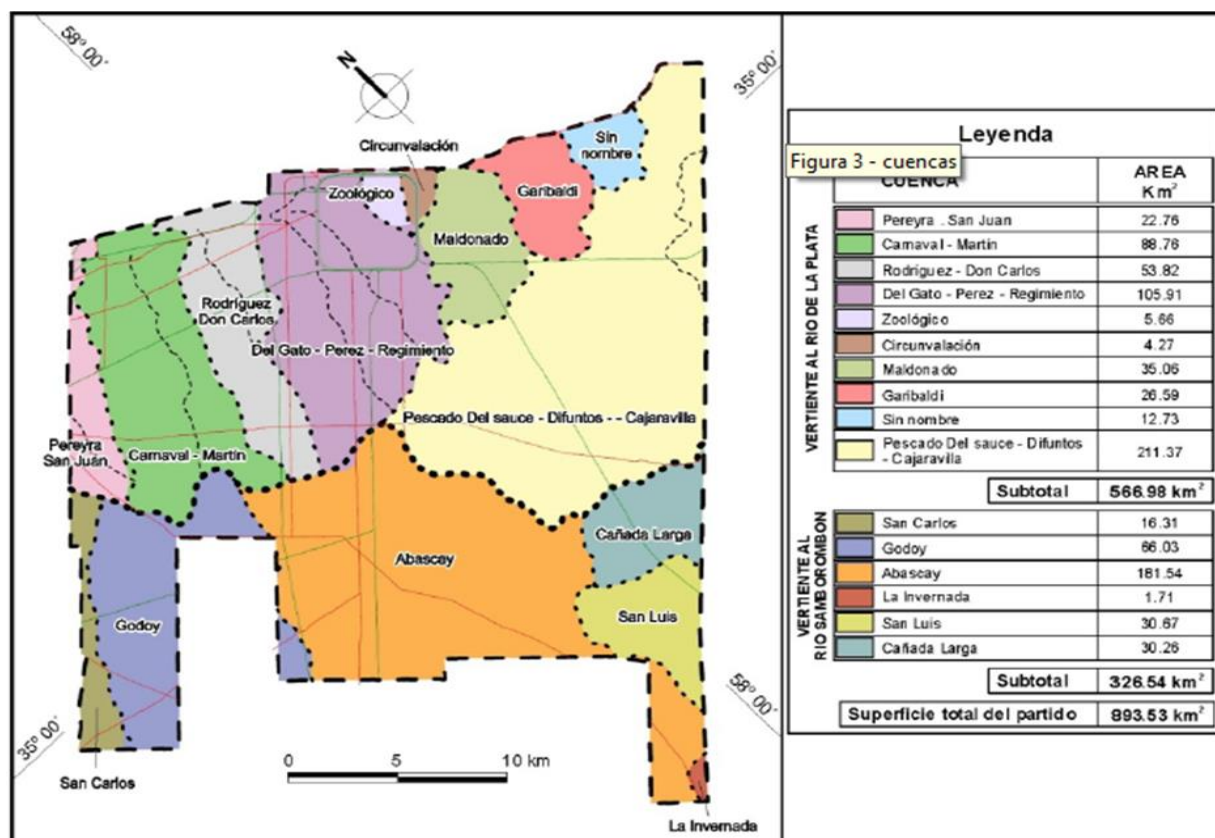 58º 00´
N
35º 00´
Circunvalación
Sin
nombre
Zoológico
Garibaldi
Maldonado
Rodríguez
Don Carlos
Del Gato - Perez - Regimiento
Pescado Del sauce - Difuntos - - Cajaravilla
Pereyra
San Juán
Carnaval - Martín
Cañada Larga
Abascay
Godoy
San Luis
35º 00´
58º 00´
0 5 10 km
San Carlos
La Invernada
Leyenda
Figura 3 - cuencas
CUENCA
AREA
Km²
VERTIENTE AL RIO DE LA PLATA
Pereyra . San Juan 22.76
Carnaval - Martín 88.76
Rodríguez - Don Carlos 53.82
Del Gato - Perez - Regimiento 105.91
Zoológico 5.66
Circunvalación 4.27
Maldonado 35.06
Garibaldi 26.59
Sin nombre 12.73
Pescado Del sauce - Difuntos
- Cajaravilla
211.37
Subtotal 566.98 km²
VERTIENTE AL
RIO SAMBOROMBON
San Carlos 16.31
Godoy 66.03
Abascay 181.54
La Invernada 1.71
San Luis 30.67
Cañada Larga 30.26
Subtotal 326.54 km²
Superficie total del partido 893.53 km²